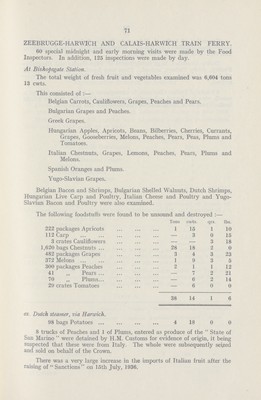 71
ZEEBRUGGE-HARWICH AND CALAIS-HARWICH TRAIN FERRY.
60 special midnight and early morning visits were made by the Food
Inspectors. In addition, 125 inspections were made by day.
At Bishopsgate Station.
The total weight of fresh fruit and vegetables examined was 6,604 tons
13 cwts.
This consisted of :—
Belgian Carrots, Cauliflowers, Grapes, Peaches and Pears.
Bulgarian Grapes and Peaches.
Greek Grapes.
Hungarian Apples, Apricots, Beans, Bilberries, Cherries, Currants,
Grapes, Gooseberries, Melons, Peaches, Pears, Peas, Plums and
Tomatoes.
Italian Chestnuts, Grapes, Lemons, Peaches, Pears, Plums and
Melons.
Spanish Oranges and Plums.
Yugo-Slavian Grapes.
Belgian Bacon and Shrimps, Bulgarian Shelled Walnuts, Dutch Shrimps,
Hungarian Live Carp and Poultry, Italian Cheese and Poultry and Yugo-
Slavian Bacon and Poultry were also examined.
The following foodstuffs were found to be unsound and destroyed :—
Tons cwts. qrs. lbs.
222 packages Apricots ... ... ... 1 15 1 10
112 Carp ... ... ... — 3 0 15
3 crates Cauliflowers ... ... ... — — 3 18
1,620 bags Chestnuts ... ... ... 28 18 2 0
482 packages Grapes ... ... ... 3 4 3 23
372 Melons ... ... ... 1 0 3 5
300 packages Peaches ... ... ... 2 1 1 12
41 „ Pears ... ... ... — 7 2 21
70 „ Plums ... ... ... — 6 2 14
20 crates Tomatoes ... ... ... — 6 0 0
38 14 1 6
ex. Dutch steamer, via Harwich.
98 bags Potatoes ... ... ... 4 18 0 0
8 trucks of Peaches and 1 of Plums, entered as produce of the "State of
San Marino" were detained by H.M. Customs for evidence of origin, it being
suspected that these were from Italy. The whole were subsequently seized
and sold on behalf of the Crown.
There was a very large increase in the imports of Italian fruit after the
raising of "Sanctions" on 15th July, 1936.